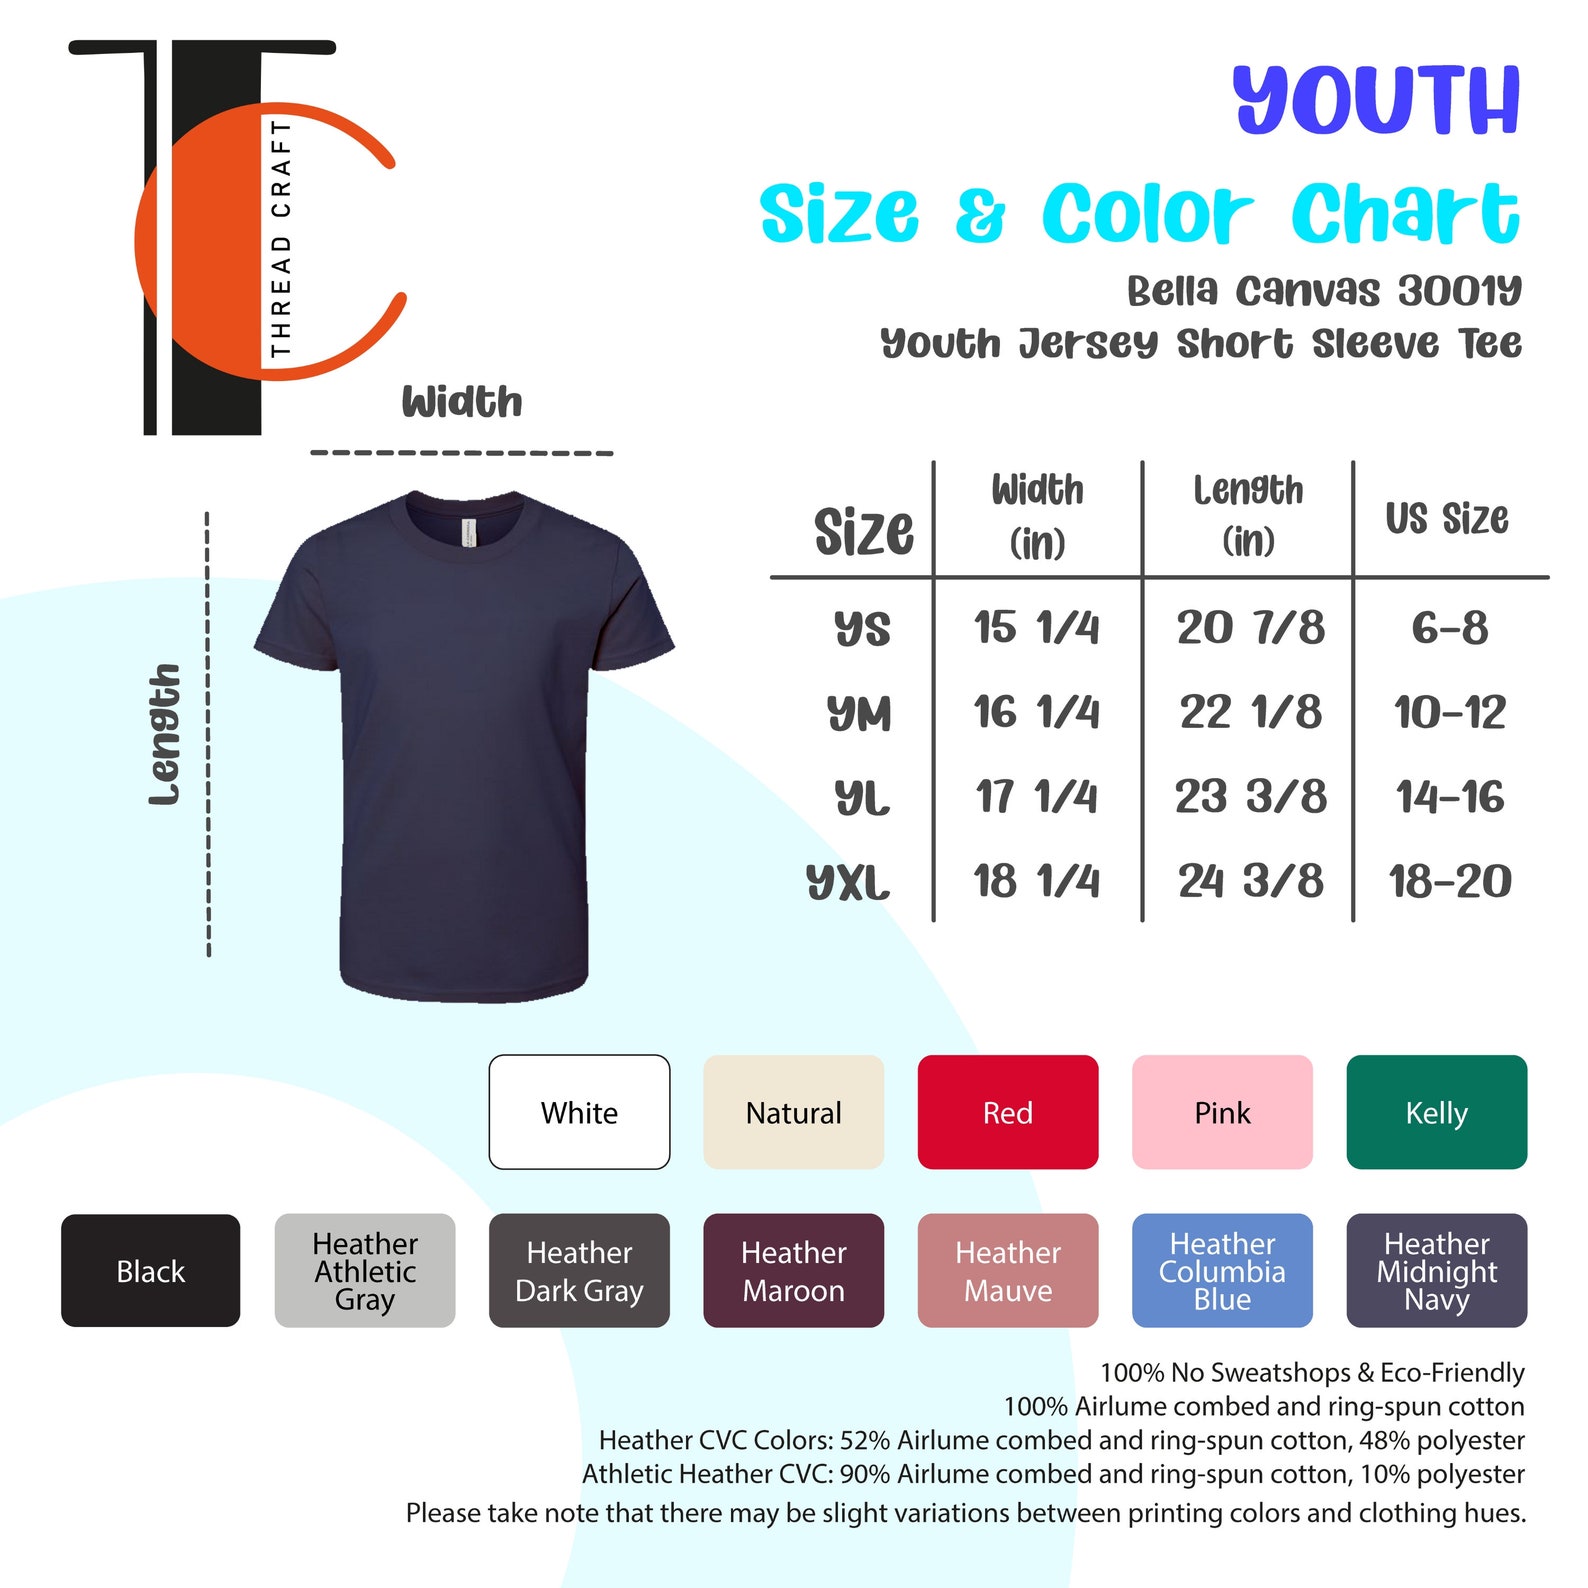 THREAD CRAFT
YOUTH
Size & Color Chart
Bella Canvas 3001Y
Youth Jersey Short Sleeve Tee
Width
Length
Size Width (in) Length (in) US Size
YS 15 1/4 20 7/8 6-8
YM 16 1/4 22 1/8 10-12
YL 17 1/4 23 3/8 14-16
YXL 18 1/4 24 3/8 18-20
White
Natural
Red
Pink
Kelly
Black
Heather
Athletic
Gray
Heather
Dark Gray
Heather
Maroon
Heather
Mauve
Heather
Columbia
Blue
Heather
Midnight
Navy
100% No Sweatshops & Eco-Friendly
100% Airlume combed and ring-spun cotton
Heather CVC Colors: 52% Airlume combed and ring-spun cotton, 48% polyester
Athletic Heather CVC: 90% Airlume combed and ring-spun cotton, 10% polyester
Please take note that there may be slight variations between printing colors and clothing hues.